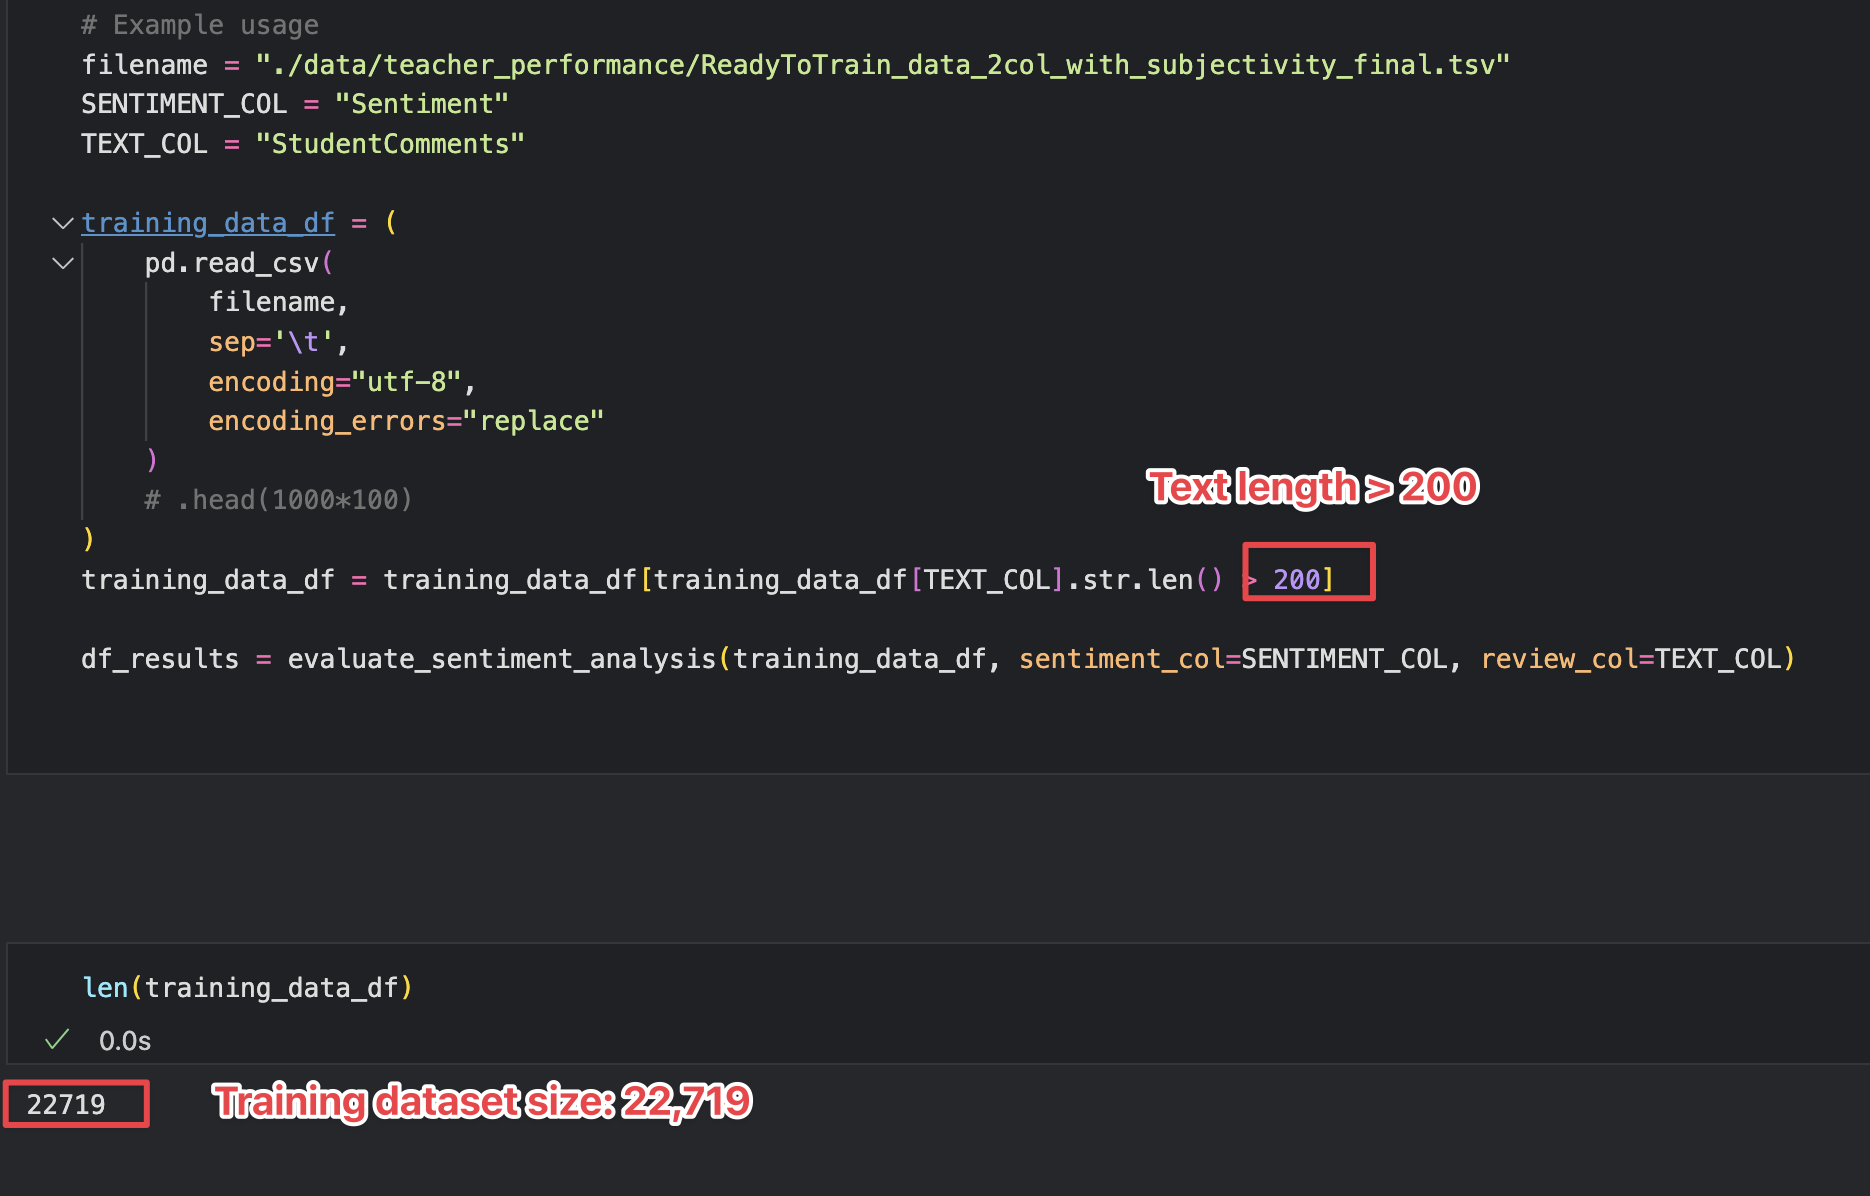 # Example usage
filename = "./data/teacher_performance/ReadyToTrain_data_2col_with_subjectivity_final.tsv"
SENTIMENT_COL = "Sentiment"
TEXT_COL = "StudentComments"
training_data_df = (
pd.read_csv(
filename,
sep='\t',
encoding="utf-8",
encoding_errors="replace"
)
# .head(1000*100)
Text length > 200
)
training_data_df = training_data_df[training_data_df[TEXT_COL].str.len() > 200]
df_results = evaluate_sentiment_analysis(training_data_df, sentiment_col=SENTIMENT_COL, review_col=TEXT_COL)
len(training_data_df)
0.0s
22719
Training dataset size: 22,719